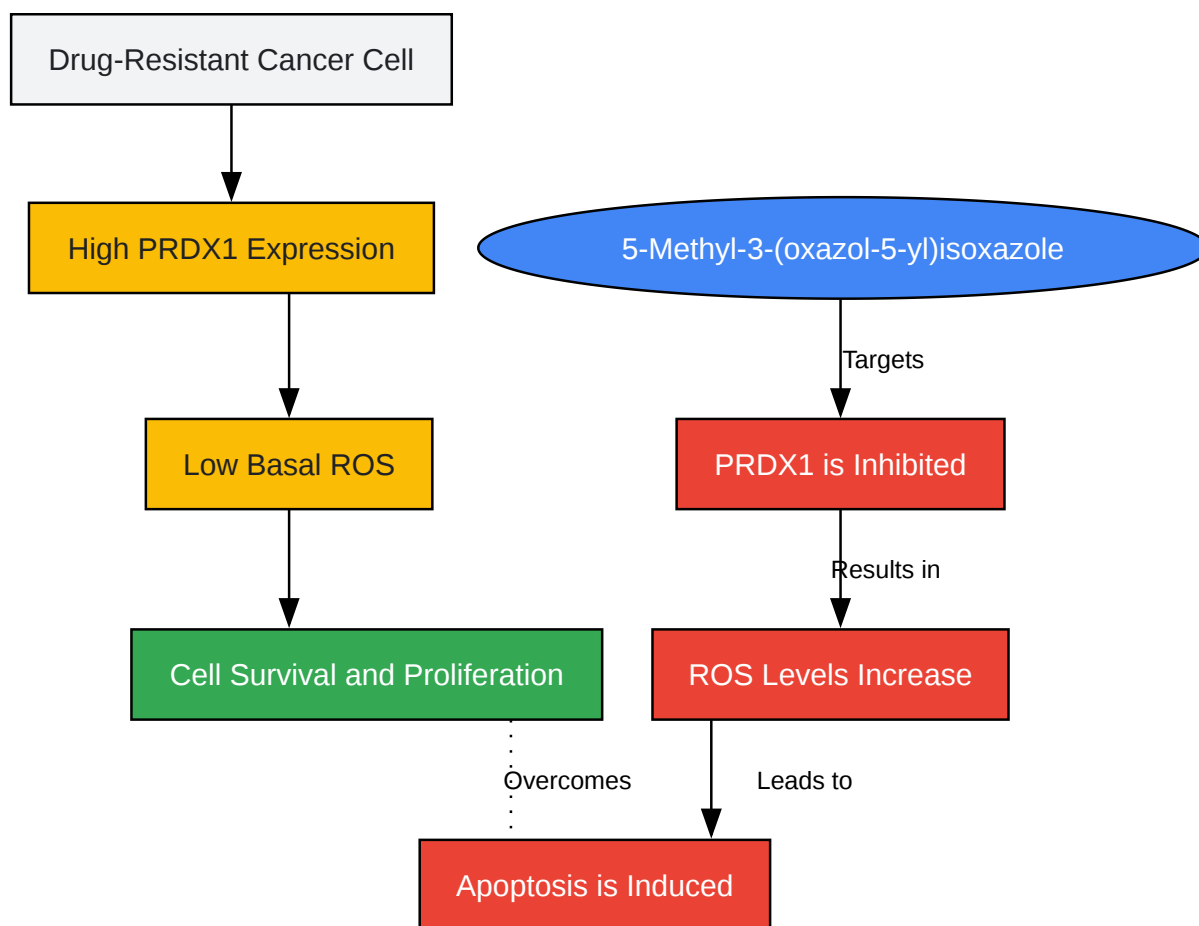 Drug-Resistant Cancer Cell
High PRDX1 Expression
5-Methyl-3-(oxazol-5-yl)isoxazole
Targets
Low Basal ROS
PRDX1 is Inhibited
Results in
Cell Survival and Proliferation
ROS Levels Increase
Overcomes
Leads to
Apoptosis is Induced